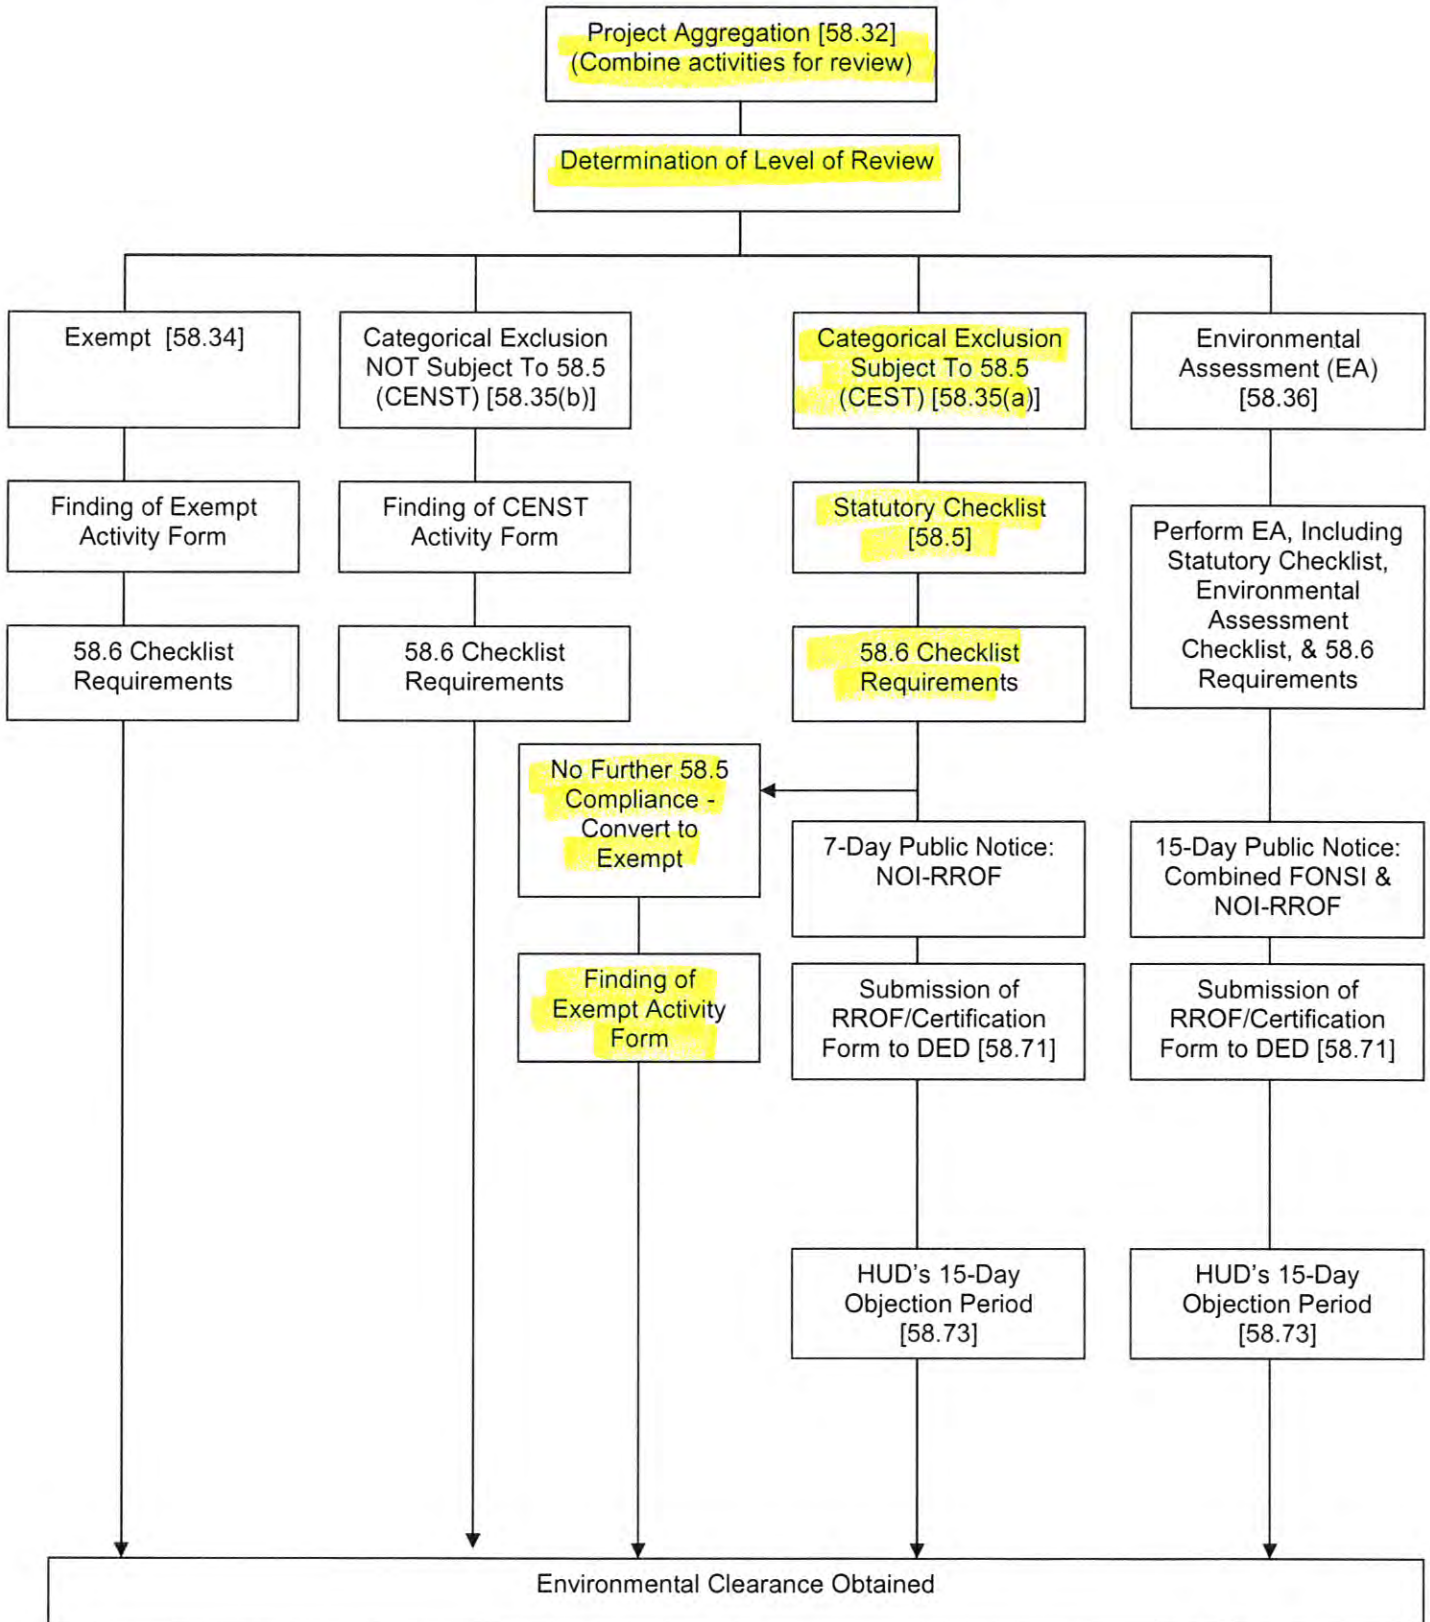 Project Aggregation [58.32]
(Combine activities for review)
Determination of Level of Review
Exempt [58.34]
Categorical Exclusion
NOT Subject To 58.5
(CENST) [58.35(b)]
Categorical Exclusion
Subject To 58.5
(CEST) [58.35(a)]
Environmental
Assessment (EA)
[58.36]
Finding of Exempt
Activity Form
Finding of CENST
Activity Form
Statutory Checklist
[58.5]
Perform EA, Including
Statutory Checklist,
Environmental
Assessment
Checklist, & 58.6
Requirements
58.6 Checklist
Requirements
58.6 Checklist
Requirements
58.6 Checklist
Requirements
No Further 58.5
Compliance -
Convert to
Exempt
7-Day Public Notice:
NOI-RROF
15-Day Public Notice:
Combined FONSI &
NOI-RROF
Finding of
Exempt Activity
Form
Submission of
RROF/Certification
Form to DED [58.71]
Submission of
RROF/Certification
Form to DED [58.71]
HUD's 15-Day
Objection Period
[58.73]
HUD's 15-Day
Objection Period
[58.73]
Environmental Clearance Obtained